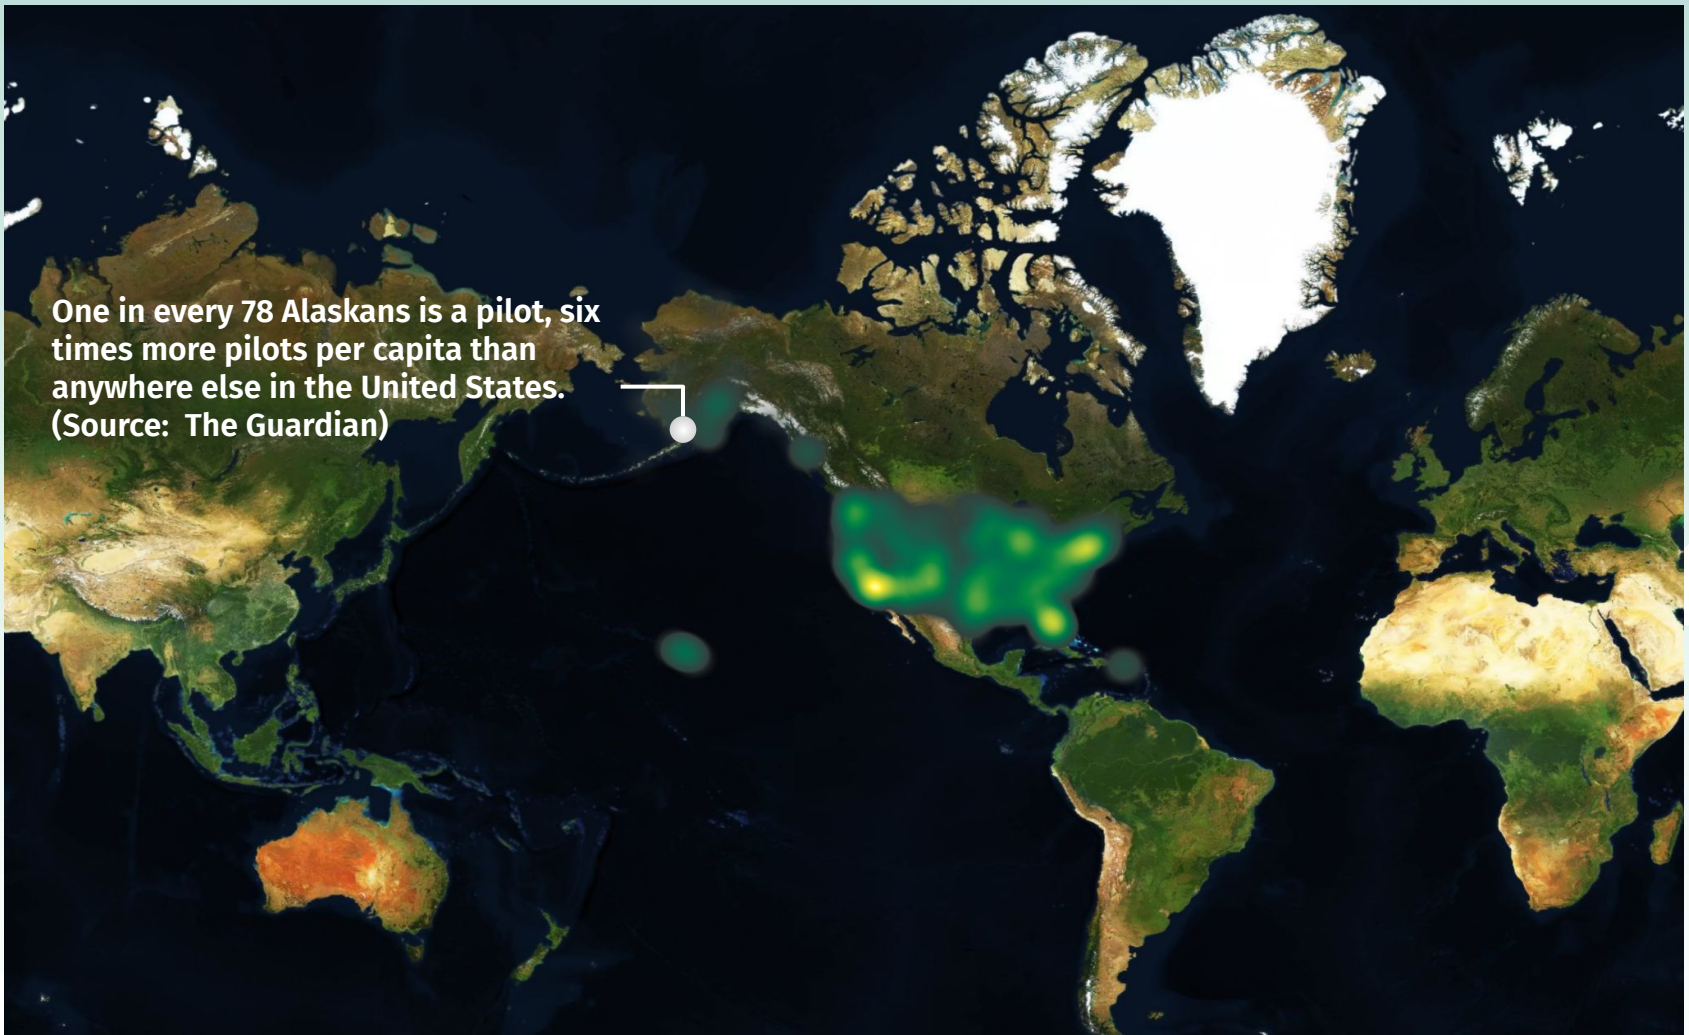 One in every 78 Alaskans is a pilot, six
times more pilots per capita than
anywhere else in the United States.
(Source:  The Guardian)